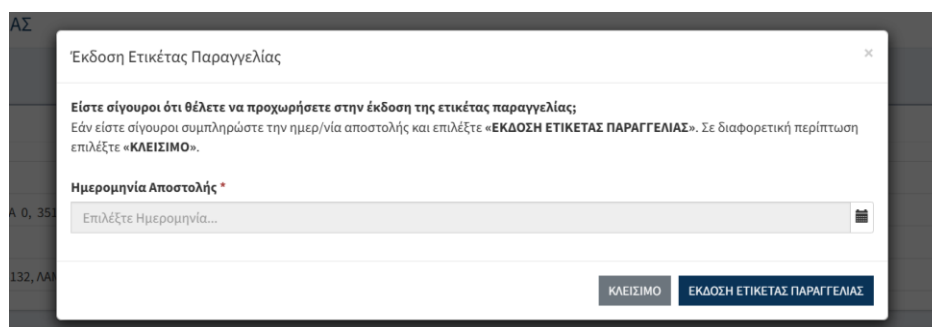 ΑΣ
Έκδοση Ετικέτας Παραγγελίας ×
Είστε σίγουροι ότι θέλετε να προχωρήσετε στην έκδοση της ετικέτας παραγγελίας;
Εάν είστε σίγουροι συμπληρώστε την ημερ/νία αποστολής και επιλέξτε «ΕΚΔΟΣΗ ΕΤΙΚΕΤΑΣ ΠΑΡΑΓΓΕΛΙΑΣ». Σε διαφορετική περίπτωση
επιλέξτε «ΚΛΕΙΣΙΜΟ».
Ημερομηνία Αποστολής *
Α 0, 351
Επιλέξτε Ημερομηνία...
132, ΛΑΜ
ΚΛΕΙΣΙΜΟ ΕΚΔΟΣΗ ΕΤΙΚΕΤΑΣ ΠΑΡΑΓΓΕΛΙΑΣ